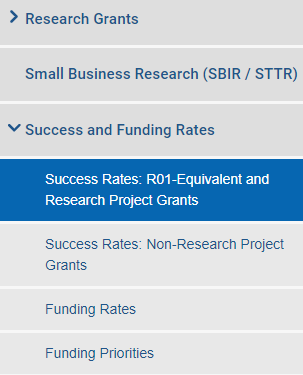 Research Grants
Small Business Research (SBIR / STTR)
Success and Funding Rates
Success Rates: R01-Equivalent and
Research Project Grants
Success Rates: Non-Research Project
Grants
Funding Rates
Funding Priorities